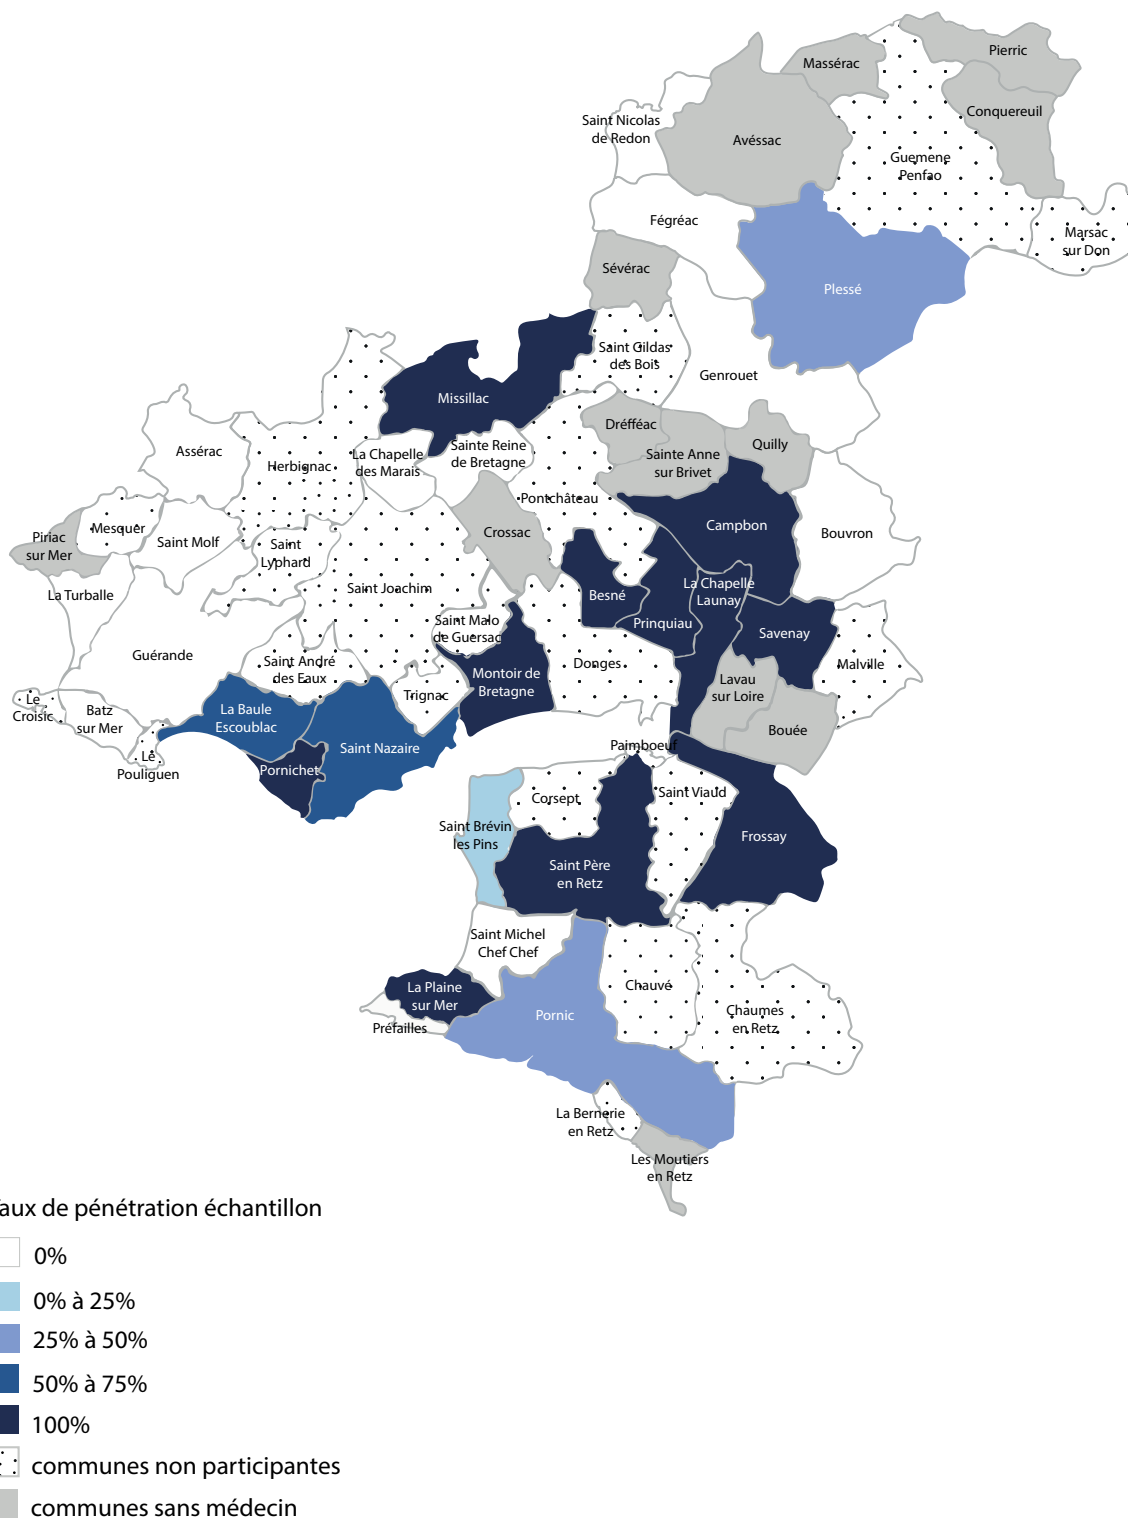 Pierric
Massérac
Conquereuil
Saint Nicolas
de Redon
Avéssac
Guemene
Penfao
Fégréac
Marsac
sur Don
Sévérac
Plessé
Saint Gildas
des Bois
Genrouet
Missillac
Dréfféac
Assérac
Sainte Reine
de Bretagne
Quilly
La Chapelle
des Marais
Sainte Anne
sur Brivet
Herbignac
Pontchâteau
Campbon
Mesquer
Crossac
Bouvron
Piriac
sur Mer
Saint Molf
Saint
Lyphard
Saint Joachim
La Chapelle
Launay
La Turballe
Besné
Saint Malo
de Guersac
Prinquiau
Savenay
Guérande
Saint André
des Eaux
Donges
Malville
Montoir de
Bretagne
Lavau
sur Loire
Trignac
Le
Croisic
Batz
sur Mer
La Baule
Escoublac
Bouée
Saint Nazaire
Paimboeuf
Le
Pouliguen
Pornichet
Corsept
Saint Viaud
Saint Brévin
les Pins
Frossay
Saint Père
en Retz
Saint Michel
Chef Chef
La Plaine
sur Mer
Chauvé
Pornic
Chaumes
en Retz
Préfailles
La Bernerie
en Retz
Les Moutiers
en Retz
aux de pénétration échantillon
0%
0% à 25%
25% à 50%
50% à 75%
100%
communes non participantes
communes sans médecin